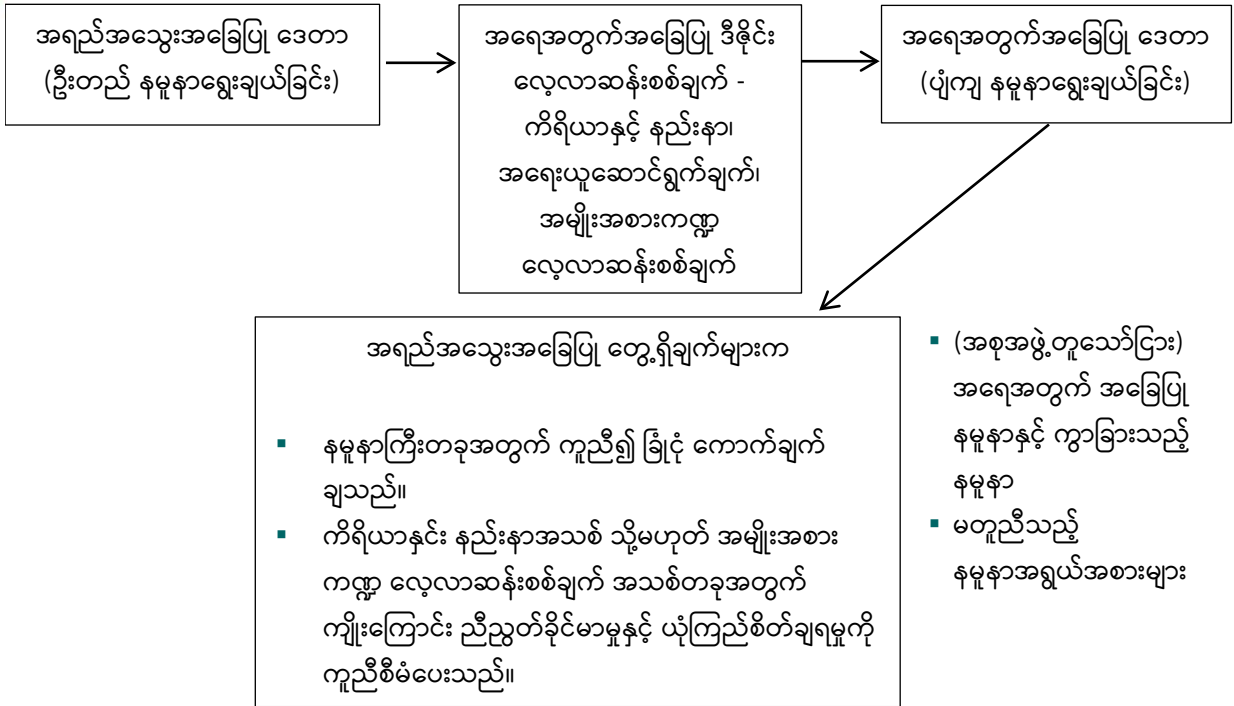 အရည်အသွေးအခြေပြု ဒေတာ
(ဦးတည် နမူနာရွေးချယ်ခြင်း)
အရေအတွက်အခြေပြု ဒီဇိုင်း
လေ့လာဆန်းစစ်ချက် -
ကိရိယာနှင့် နည်းနာ၊
အရေးယူဆောင်ရွက်ချက်၊
အမျိုးအစားကဏ္ဍ
လေ့လာဆန်းစစ်ချက်
အရေအတွက်အခြေပြု ဒေတာ
(ပျံကျ နမူနာရွေးချယ်ခြင်း)
အရည်အသွေးအခြေပြု တွေ့ရှိချက်များက
▪ နမူနာကြီးတခုအတွက် ကူညီ၍ ခြုံငုံ ကောက်ချက်
ချသည်။
▪ ကိရိယာနှင်း နည်းနာအသစ် သို့မဟုတ် အမျိုးအစား
ကဏ္ဍ လေ့လာဆန်းစစ်ချက် အသစ်တခုအတွက်
ကျိုးကြောင်း ညီညွတ်ခိုင်မာမှုနှင့် ယုံကြည်စိတ်ချရမှုကို
ကူညီစီမံပေးသည်။
▪ (အစုအဖွဲ့တူသော်ငြား)
အရေအတွက် အခြေပြု
နမူနာနှင့် ကွာခြားသည့်
နမူနာ
▪ မတူညီသည့်
နမူနာအရွယ်အစားများ